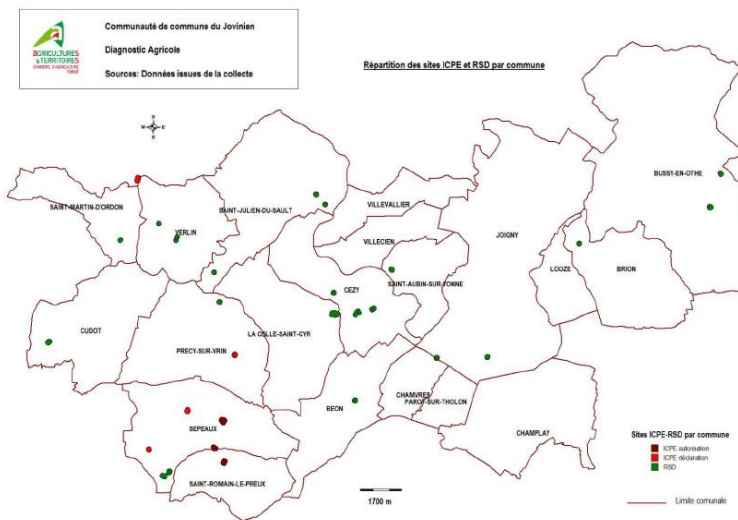 Communauté de commune du Jovinien
Diagnostic Agricole
Sources: Données issues de la collecte
AGRICULTURES
& TERRITOIRES
CHAMBRE D'AGRICULTURE
YONNE
Répartition des sites ICPE et RSD par commune
N
W E
S
BUSSY-EN-OTHE
SAINT-MARTIN-D'ORDON
SAINT-JULIEN-DU-SAULT
VILLEVALLIER
VERLIN
JOIGNY
VILLECIEN
LOOZE
BRION
SAINT-AUBIN-SUR-YONNE
CEZY
CUDOT
LA CELLE-SAINT-CYR
PRÉCY-SUR-VRIN
CHAMVRES
PAROY-SUR-THOLON
BEON
SEPEAUX
CHAMPLAY
SAINT-ROMAIN-LE-PREUX
Sites ICPE-RSD par commune
ICPE autorisation
ICPE déclaration
RSD
1700 m
Limite comunale